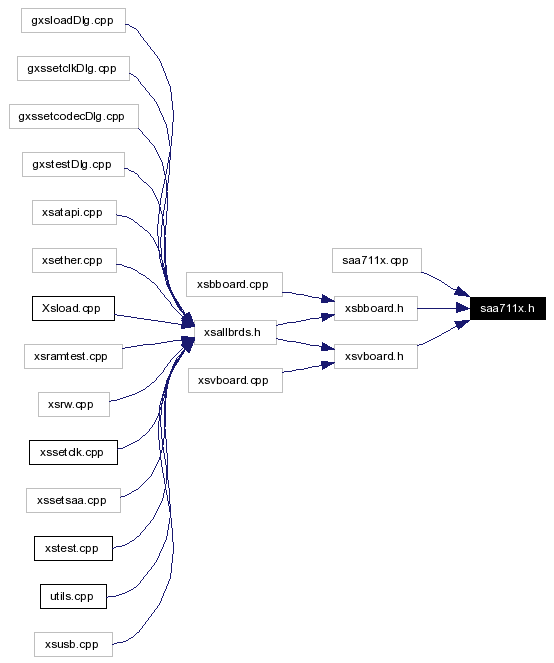 gxsloadDlg.cpp
gxssetclkDlg.cpp
gxssetcodecDlg.cpp
gxstestDlg.cpp
xsatapi.cpp
xsether.cpp
Xsload.cpp
xsramtest.cpp
xsrw.cpp
xssetclk.cpp
xssetsaa.cpp
xstest.cpp
utils.cpp
xsusb.cpp
xsallbrds.h
xsbboard.cpp
xsvboard.cpp
saa711x.cpp
xsbboard.h
xsvboard.h
saa711x.h